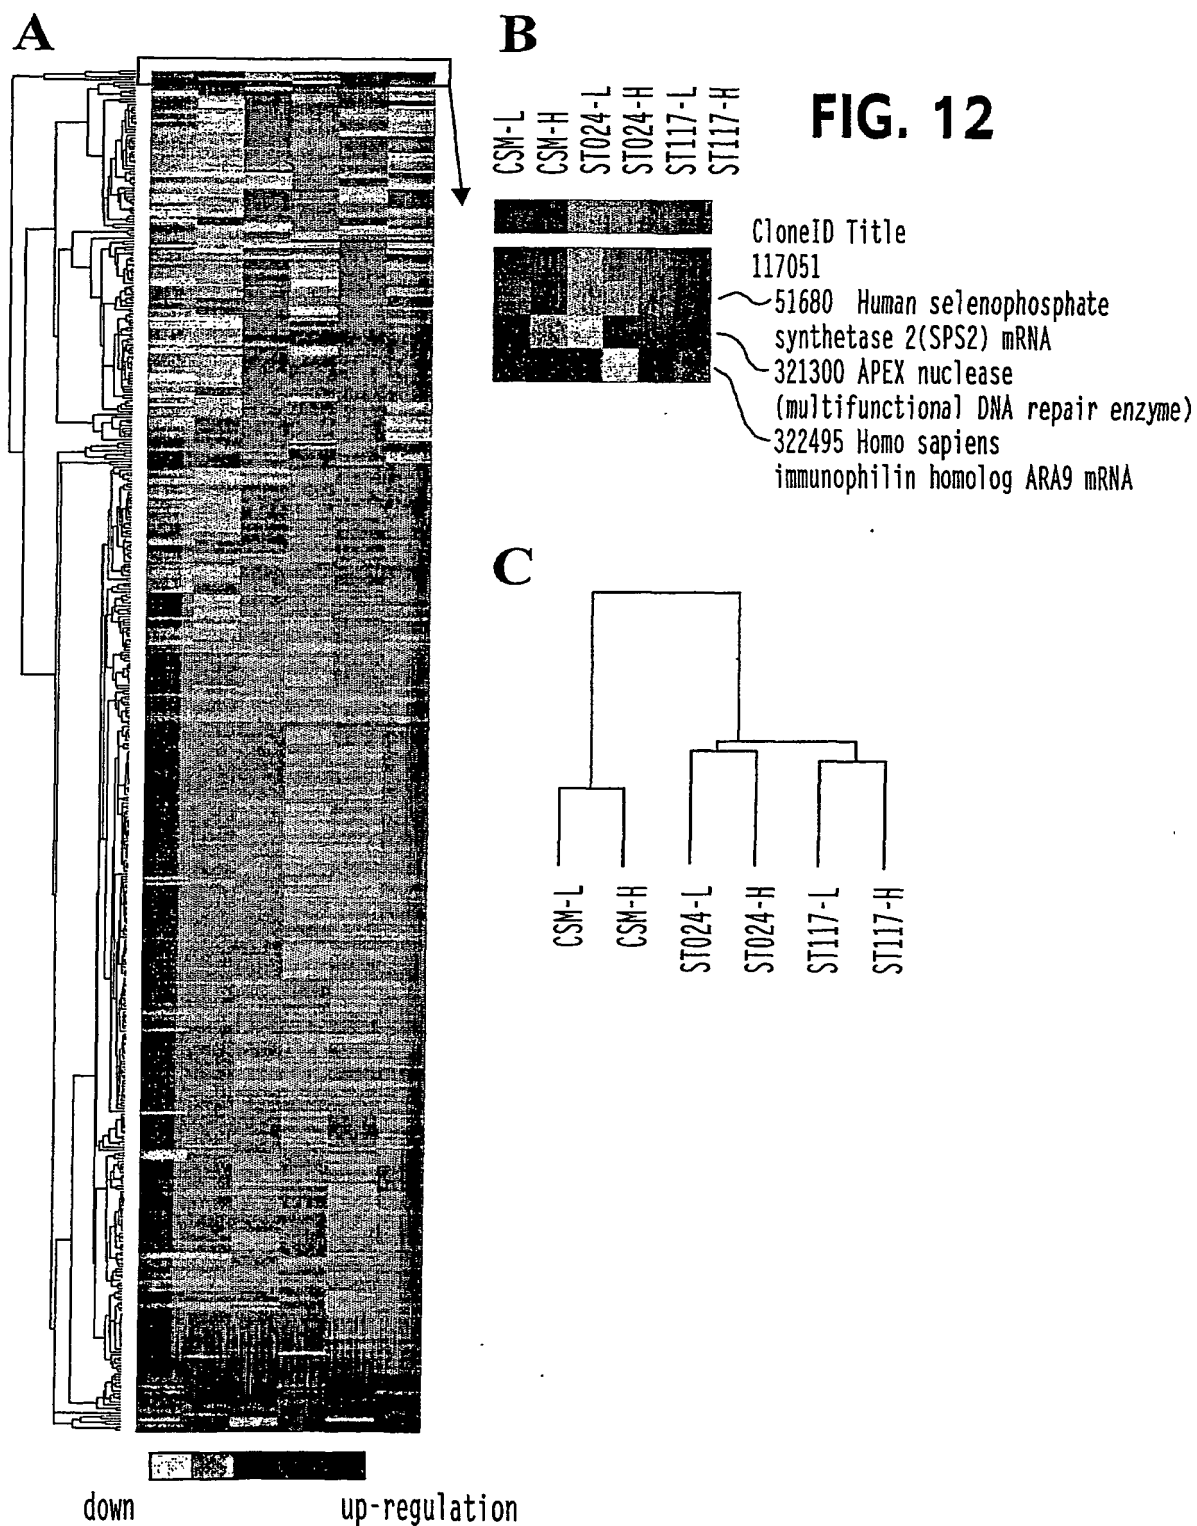 A
B
FIG. 12
CSM-L
CSM-H
ST024-L
ST024-H
ST117-L
ST117-H
CloneID Title
117051
51680 Human selenophosphate
synthetase 2(SPS2) mRNA
321300 APEX nuclease
(multifunctional DNA repair enzyme)
322495 Homo sapiens
immunophilin homolog ARA9 mRNA
C
CSM-L
CSM-H
ST024-L
ST024-H
ST117-L
ST117-H
down
up-regulation